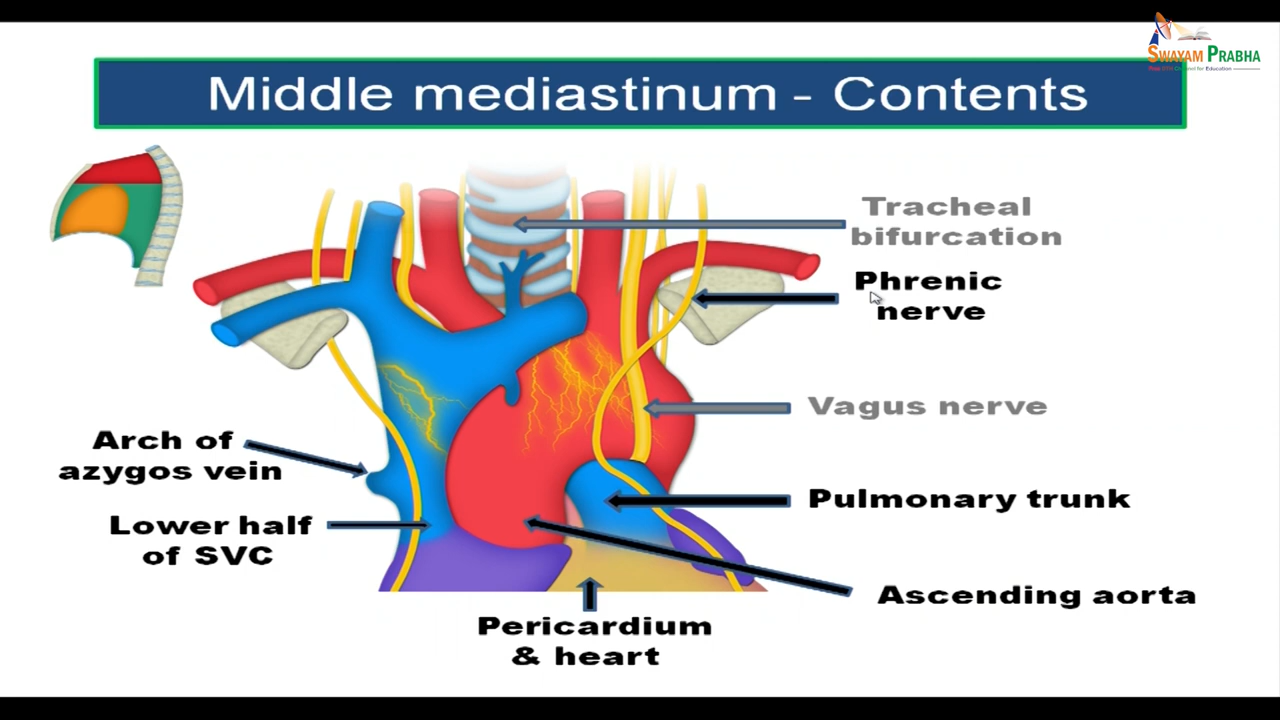 SWAYAM PRABHA
Middle mediastinum - Contents
Tracheal
bifurcation
Phrenic
nerve
Vagus nerve
Arch of
azygos vein
Pulmonary trunk
Lower half
of SVC
Ascending aorta
Pericardium
& heart